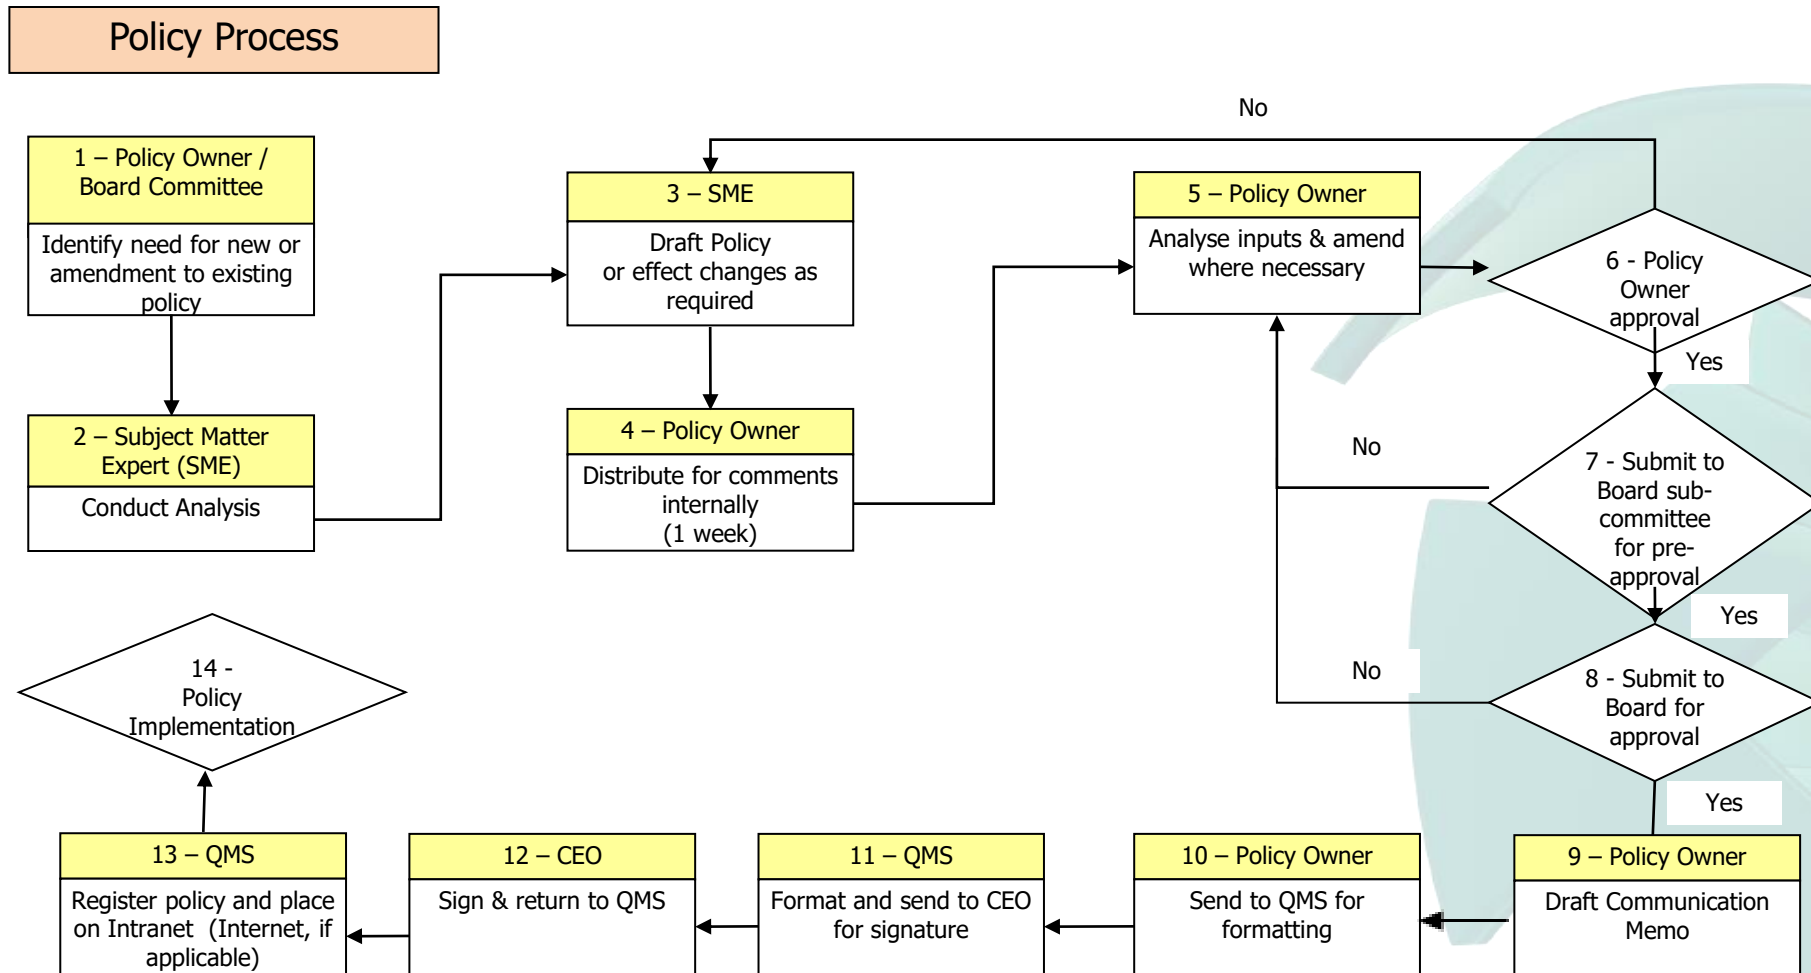 Policy Process
No
1 – Policy Owner /
Board Committee
Identify need for new or
amendment to existing
policy
3 – SME
Draft Policy
or effect changes as
required
5 – Policy Owner
Analyse inputs & amend
where necessary
6 - Policy
Owner
approval
Yes
2 – Subject Matter
Expert (SME)
Conduct Analysis
4 – Policy Owner
Distribute for comments
internally
(1 week)
No
7 - Submit to
Board sub-
committee
for pre-
approval
Yes
No
8 - Submit to
Board for
approval
Yes
14 -
Policy
Implementation
13 – QMS
Register policy and place
on Intranet (Internet, if
applicable)
12 – CEO
Sign & return to QMS
11 – QMS
Format and send to CEO
for signature
10 – Policy Owner
Send to QMS for
formatting
9 – Policy Owner
Draft Communication
Memo